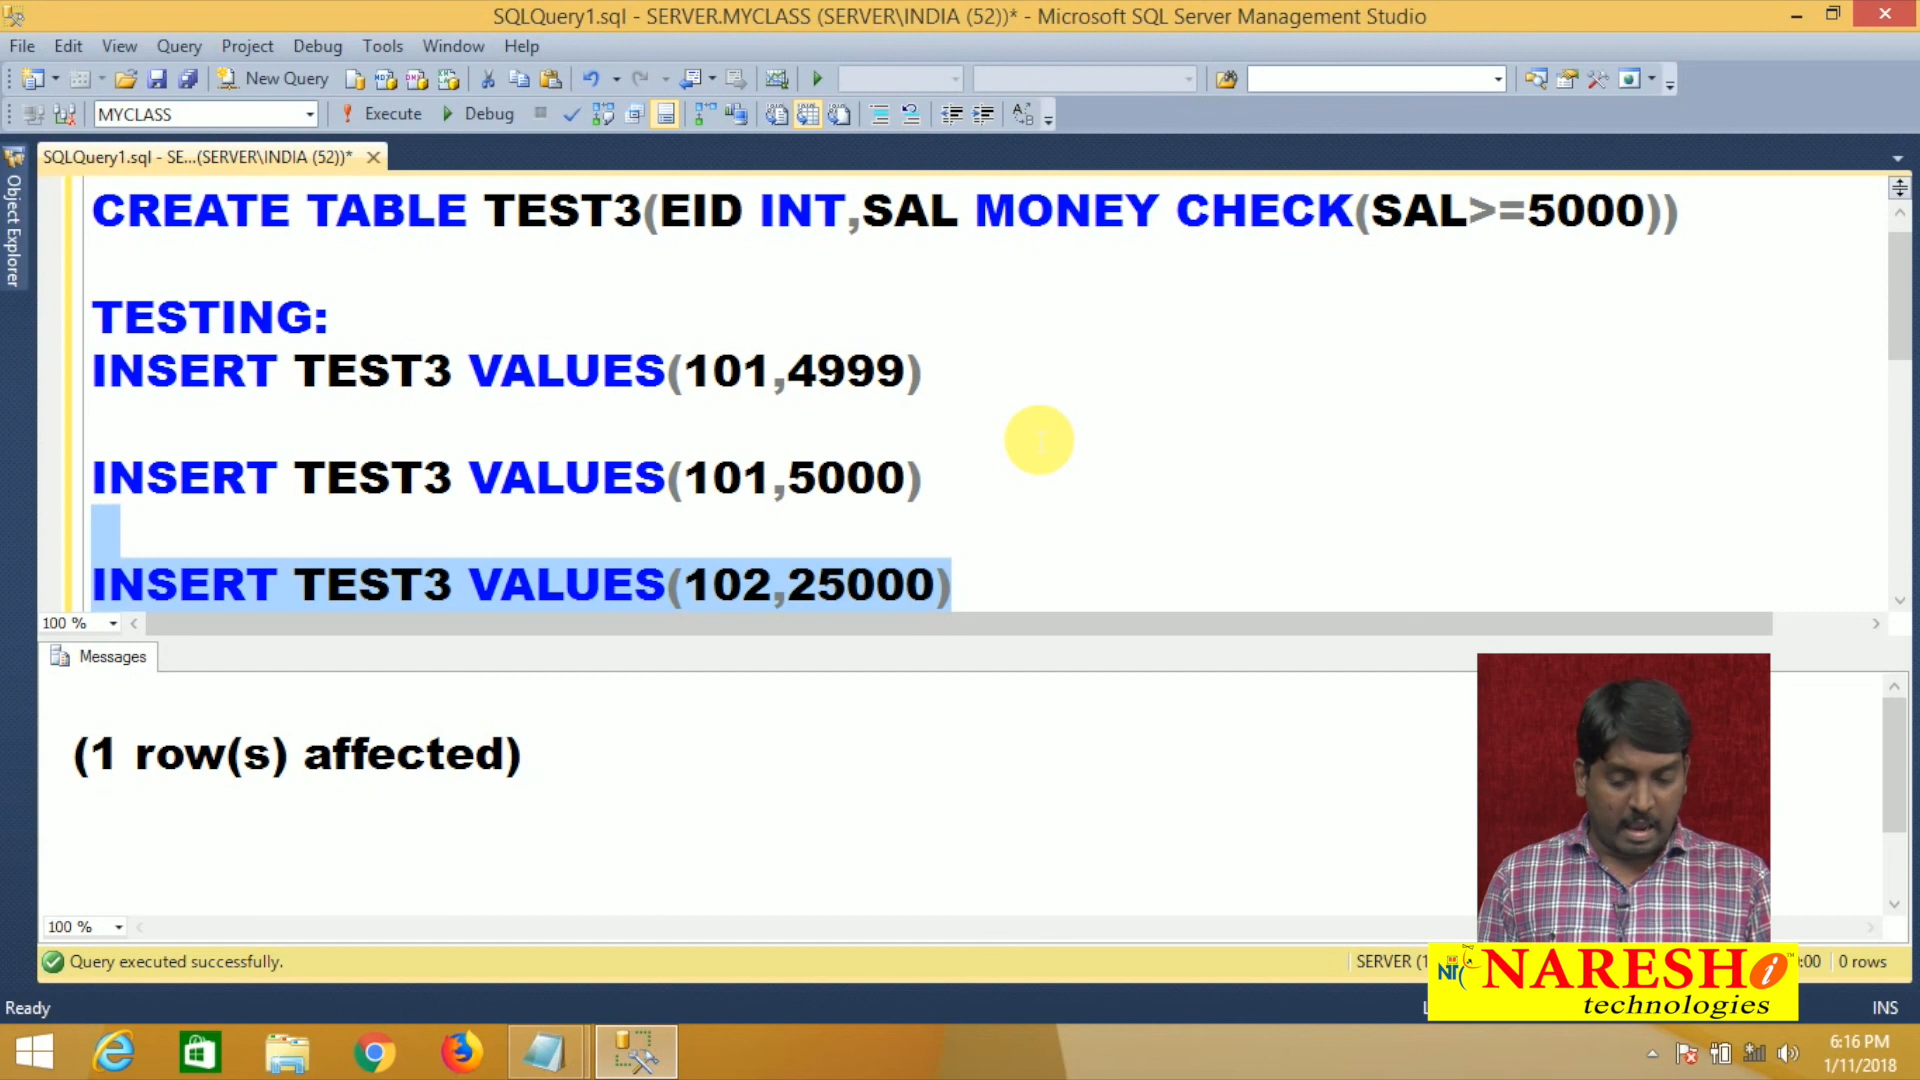 SQLQuery1.sql - SERVER.MYCLASS (SERVER\INDIA (52))* - Microsoft SQL Server Management Studio
File Edit View Query Project Debug Tools Window Help
New Query
MYCLASS Execute Debug
Object Explorer
SQLQuery1.sql - SE...(SERVER\INDIA (52))*
CREATE TABLE TEST3(EID INT,SAL MONEY CHECK(SAL>=5000))
TESTING:
INSERT TEST3 VALUES(101,4999)
INSERT TEST3 VALUES(101,5000)
INSERT TEST3 VALUES(102,25000)
100 %
Messages
(1 row(s) affected)
100 %
Query executed successfully.
SERVER (1
:00
0 rows
NARESH i
technologies
Ready
INS
6:16 PM
1/11/2018